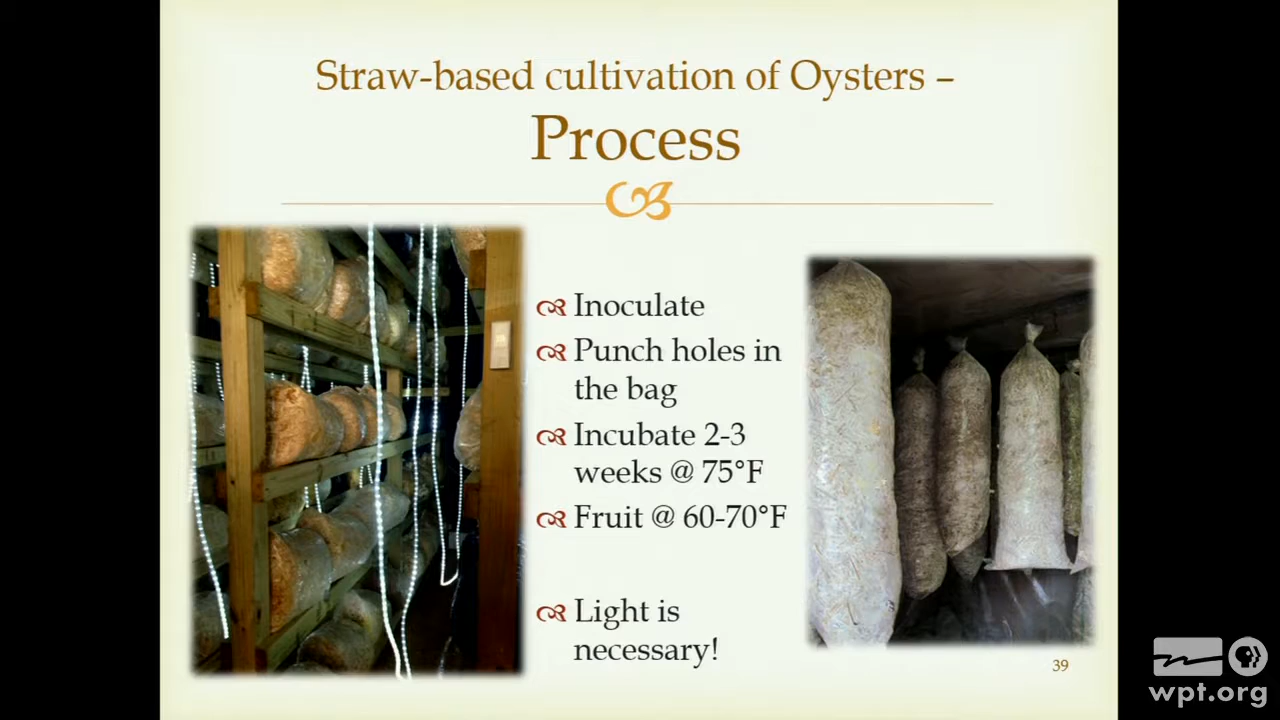 Straw-based cultivation of Oysters –
Process
Inoculate
Punch holes in
the bag
Incubate 2-3
weeks @ 75°F
Fruit @ 60-70°F
Light is
necessary!
39
PBS
wpt.org